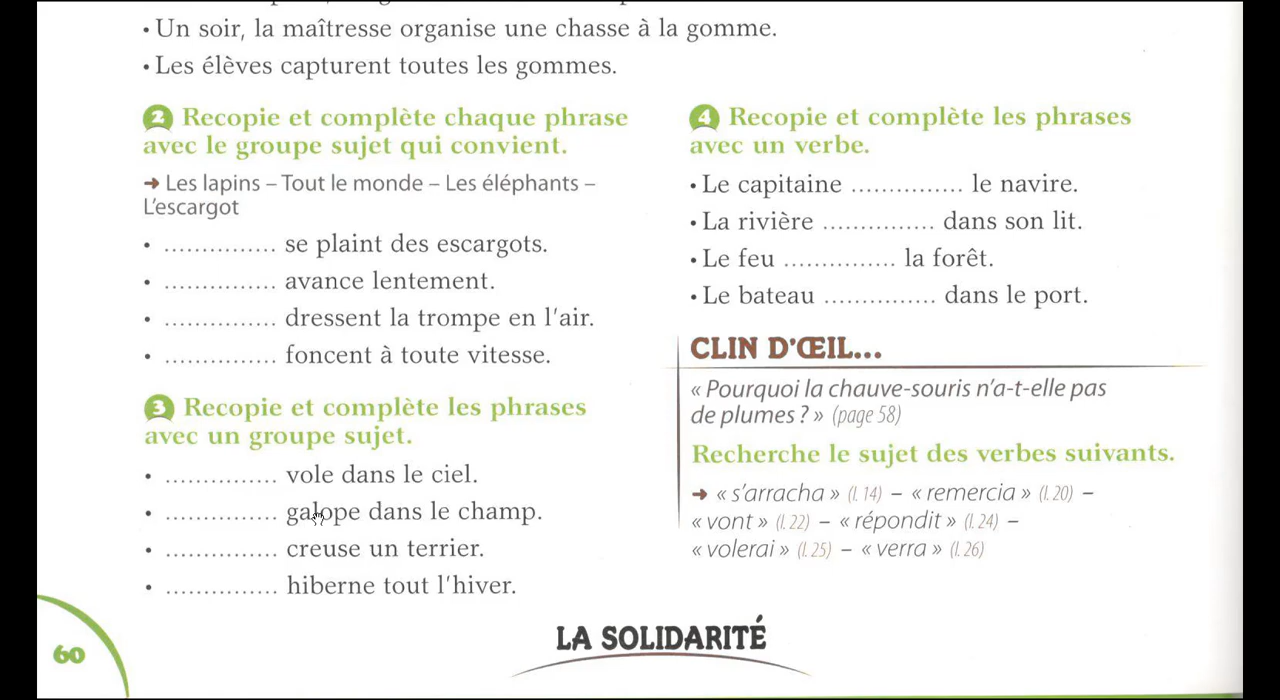 • Un soir, la maîtresse organise une chasse à la gomme.
• Les élèves capturent toutes les gommes.
2 Recopie et complète chaque phrase
avec le groupe sujet qui convient.
➜ Les lapins – Tout le monde – Les éléphants –
L'escargot
• ............... se plaint des escargots.
• ............... avance lentement.
• ............... dressent la trompe en l'air.
• ............... foncent à toute vitesse.
3 Recopie et complète les phrases
avec un groupe sujet.
• ............... vole dans le ciel.
• ............... galope dans le champ.
• ............... creuse un terrier.
• ............... hiberne tout l'hiver.
4 Recopie et complète les phrases
avec un verbe.
• Le capitaine ............... le navire.
• La rivière ............... dans son lit.
• Le feu ............... la forêt.
• Le bateau ............... dans le port.
CLIN D'ŒIL...
« Pourquoi la chauve-souris n'a-t-elle pas
de plumes ? » (page 58)
Recherche le sujet des verbes suivants.
➜ « s'arracha » (l. 14) – « remercia » (l. 20) –
« vont » (l. 22) – « répondit » (l. 24) –
« volerai » (l. 25) – « verra » (l. 26)
60
LA SOLIDARITÉ